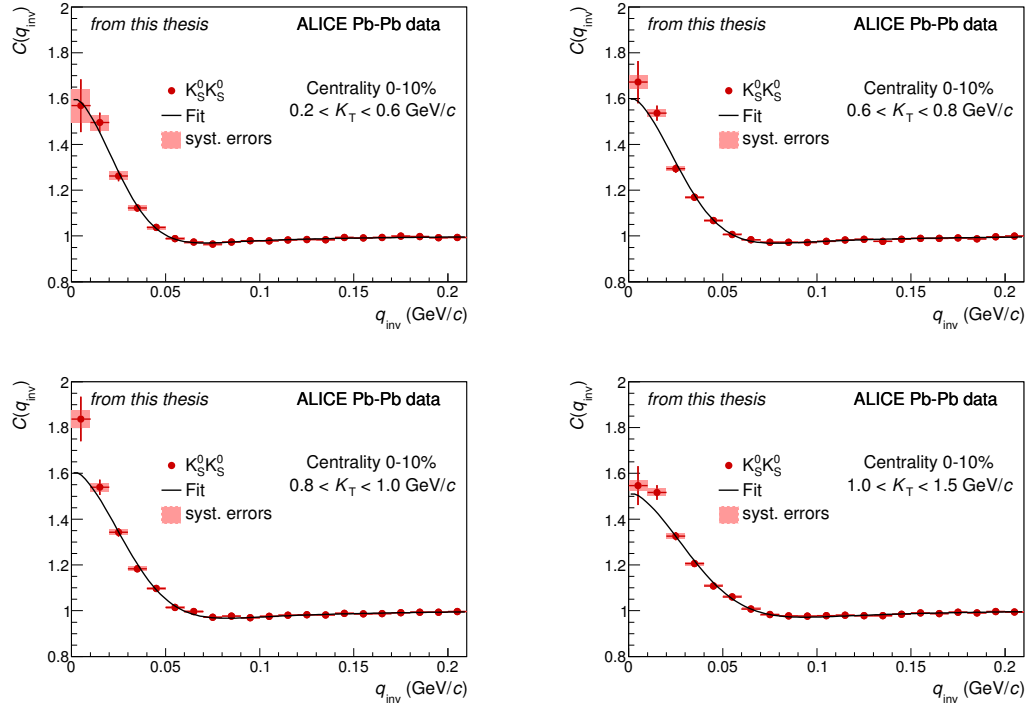 from this thesis ALICE Pb-Pb data
C(q_inv)
K⁰_S K⁰_S
Fit
syst. errors
Centrality 0-10%
0.2 < K_T < 0.6 GeV/c
2
1.8
1.6
1.4
1.2
1
0.8
0 0.05 0.1 0.15 0.2
q_inv (GeV/c)
from this thesis ALICE Pb-Pb data
C(q_inv)
K⁰_S K⁰_S
Fit
syst. errors
Centrality 0-10%
0.6 < K_T < 0.8 GeV/c
2
1.8
1.6
1.4
1.2
1
0.8
0 0.05 0.1 0.15 0.2
q_inv (GeV/c)
from this thesis ALICE Pb-Pb data
C(q_inv)
K⁰_S K⁰_S
Fit
syst. errors
Centrality 0-10%
0.8 < K_T < 1.0 GeV/c
2
1.8
1.6
1.4
1.2
1
0.8
0 0.05 0.1 0.15 0.2
q_inv (GeV/c)
from this thesis ALICE Pb-Pb data
C(q_inv)
K⁰_S K⁰_S
Fit
syst. errors
Centrality 0-10%
1.0 < K_T < 1.5 GeV/c
2
1.8
1.6
1.4
1.2
1
0.8
0 0.05 0.1 0.15 0.2
q_inv (GeV/c)